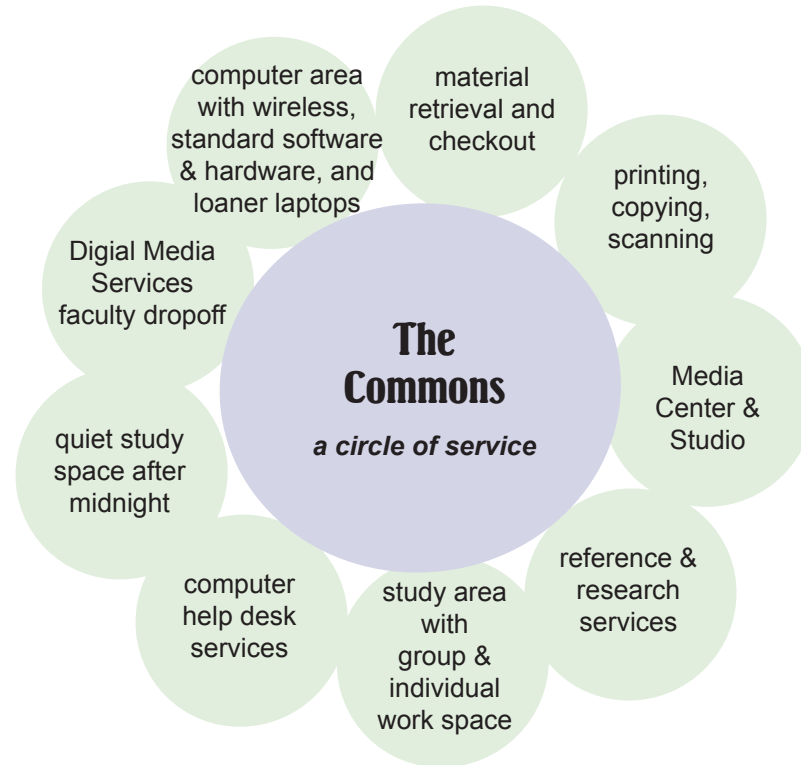 The
Commons
a circle of service
computer area
with wireless,
standard software
& hardware, and
loaner laptops
material
retrieval and
checkout
printing,
copying,
scanning
Media
Center &
Studio
reference &
research
services
study area
with
group &
individual
work space
computer
help desk
services
quiet study
space after
midnight
Digial Media
Services
faculty dropoff